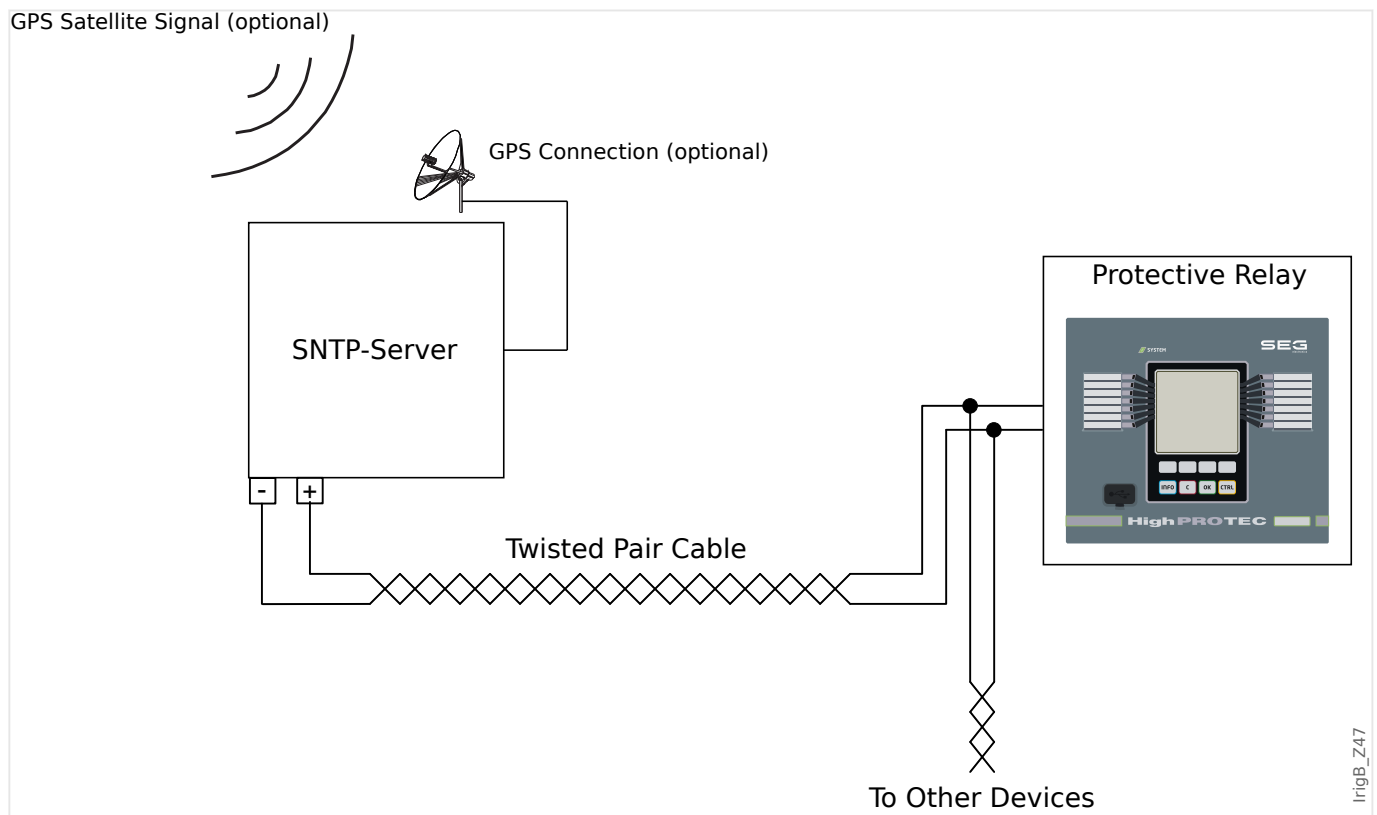 GPS Satellite Signal (optional)
GPS Connection (optional)
Protective Relay
SNTP-Server
SYSTEM
SEG
- +
INFO C OK CTRL
HighPROTEC
Twisted Pair Cable
To Other Devices
IrigB_Z47